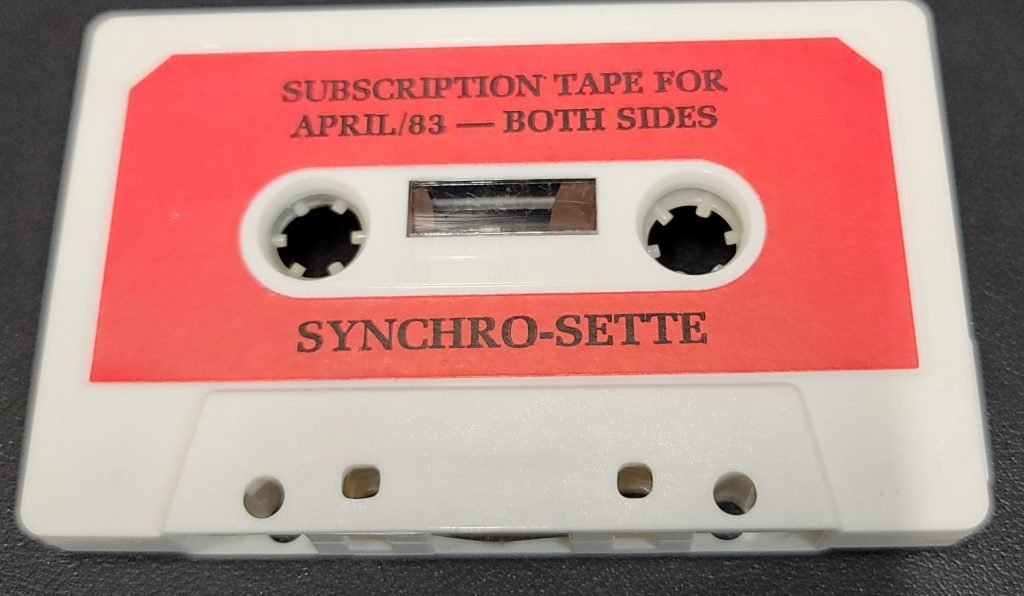 SUBSCRIPTION TAPE FOR
APRIL/83 — BOTH SIDES
SYNCHRO-SETTE